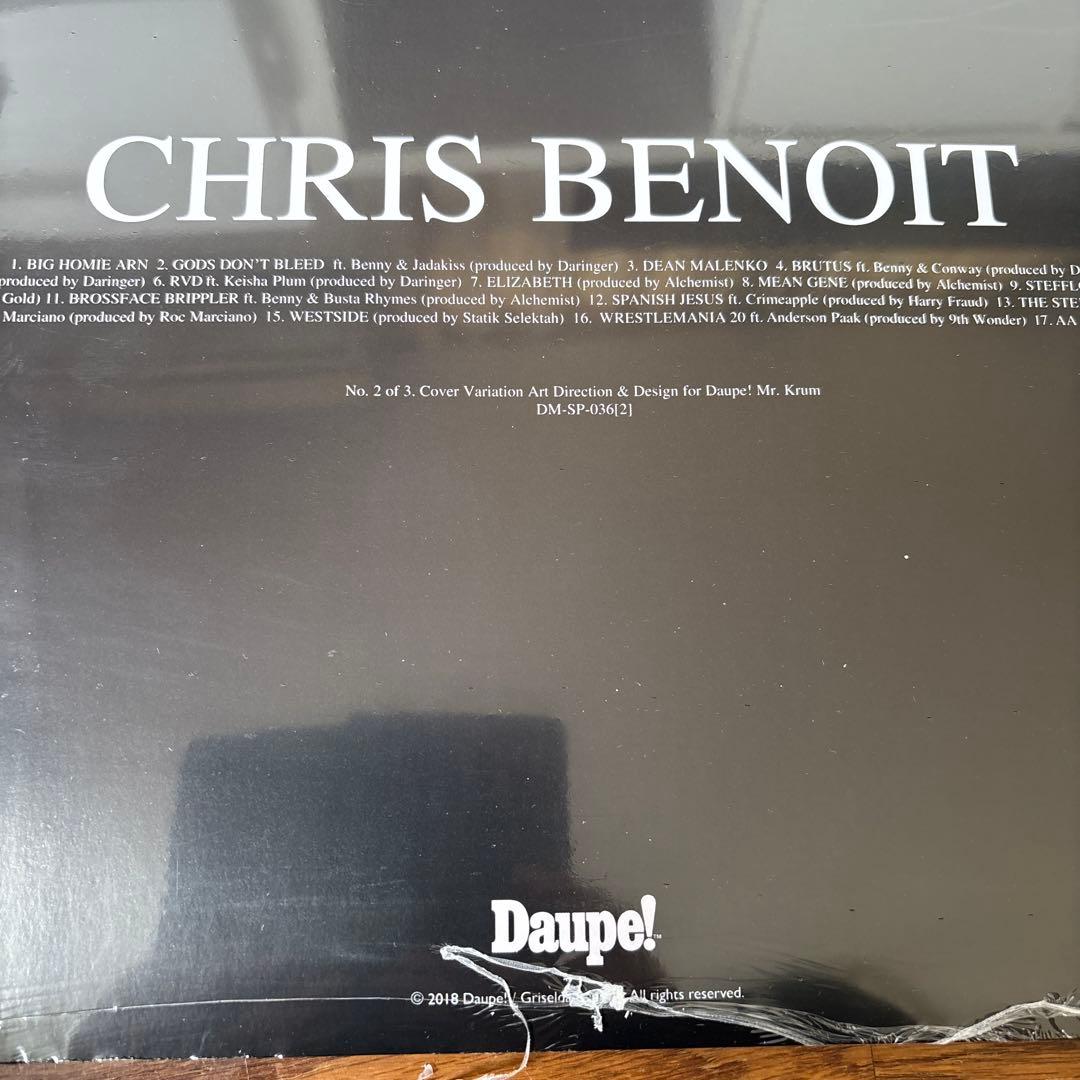 CHRIS BENOIT
1. BIG HOMIE ARN 2. GODS DON'T BLEED ft. Benny & Jadakiss (produced by Daringer) 3. DEAN MALENKO 4. BRUTUS ft. Benny & Conway (produced by D
produced by Daringer) 6. RVD ft. Keisha Plum (produced by Daringer) 7. ELIZABETH (produced by Alchemist) 8. MEAN GENE (produced by Alchemist) 9. STEFFLO
Gold) 11. BROSSFACE BRIPPLER ft. Benny & Busta Rhymes (produced by Alchemist) 12. SPANISH JESUS ft. Crimeapple (produced by Harry Fraud) 13. THE STE
Marciano (produced by Roc Marciano) 15. WESTSIDE (produced by Statik Selektah) 16. WRESTLEMANIA 20 ft. Anderson Paak (produced by 9th Wonder) 17. AA
No. 2 of 3. Cover Variation Art Direction & Design for Daupe! Mr. Krum
DM-SP-036[2]
Daupe!™
© 2018 Daupe! / All rights reserved.